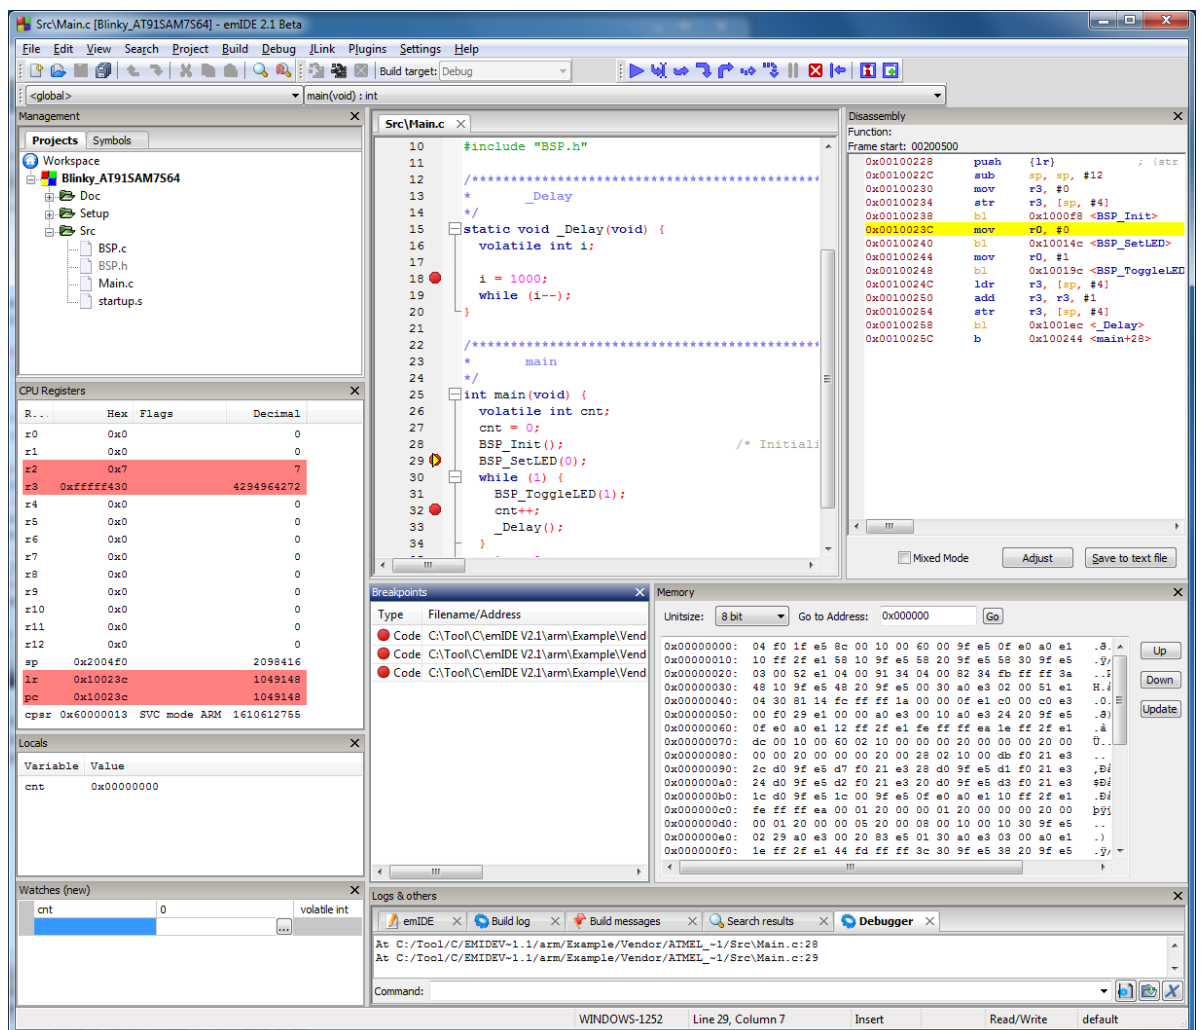 Src\Main.c [Blinky_AT91SAM7S64] - emIDE 2.1 Beta
File Edit View Search Project Build Debug JLink Plugins Settings Help
Build target: Debug
<global> main(void) : int
Management
Projects Symbols
Workspace
Blinky_AT91SAM7S64
Doc
Setup
Src
BSP.c
BSP.h
Main.c
startup.s
CPU Registers
R... Hex Flags Decimal
r0 0x0 0
r1 0x0 0
r2 0x7 7
r3 0xfffff430 4294964272
r4 0x0 0
r5 0x0 0
r6 0x0 0
r7 0x0 0
r8 0x0 0
r9 0x0 0
r10 0x0 0
r11 0x0 0
r12 0x0 0
sp 0x2004f0 2098416
lr 0x10023c 1049148
pc 0x10023c 1049148
cpsr 0x60000013 SVC mode ARM 1610612755
Locals
Variable Value
cnt 0x00000000
Watches (new)
cnt 0 volatile int
...
Src\Main.c
10 #include "BSP.h"
11
12 /*******************************************
13 * _Delay
14 */
15 static void _Delay(void) {
16 volatile int i;
17
18 i = 1000;
19 while (i--);
20 }
21
22 /*******************************************
23 * main
24 */
25 int main(void) {
26 volatile int cnt;
27 cnt = 0;
28 BSP_Init(); /* Initiali
29 BSP_SetLED(0);
30 while (1) {
31 BSP_ToggleLED(1);
32 cnt++;
33 _Delay();
34 }
Disassembly
Function:
Frame start: 00200500
0x00100228 push {lr} ; (str
0x0010022C sub sp, sp, #12
0x00100230 mov r3, #0
0x00100234 str r3, [sp, #4]
0x00100238 bl 0x1000f8 <BSP_Init>
0x0010023C mov r0, #0
0x00100240 bl 0x10014c <BSP_SetLED>
0x00100244 mov r0, #1
0x00100248 bl 0x10019c <BSP_ToggleLED
0x0010024C ldr r3, [sp, #4]
0x00100250 add r3, r3, #1
0x00100254 str r3, [sp, #4]
0x00100258 bl 0x1001ec <_Delay>
0x0010025C b 0x100244 <main+28>
Mixed Mode Adjust Save to text file
Breakpoints
Type Filename/Address
Code C:\Tool\C\emIDE V2.1\arm\Example\Vend
Code C:\Tool\C\emIDE V2.1\arm\Example\Vend
Code C:\Tool\C\emIDE V2.1\arm\Example\Vend
Memory
Unitsize: 8 bit Go to Address: 0x000000 Go
0x00000000: 04 f0 1f e5 8c 00 10 00 60 00 9f e5 0f e0 a0 e1
0x00000010: 10 ff 2f e1 58 10 9f e5 58 20 9f e5 58 30 9f e5
0x00000020: 03 00 52 e1 04 00 91 34 04 00 82 34 fb ff ff 3a
0x00000030: 48 10 9f e5 48 20 9f e5 00 30 a0 e3 02 00 51 e1
0x00000040: 04 30 81 14 fc ff ff 1a 00 00 0f e1 c0 00 c0 e3
0x00000050: 00 f0 29 e1 00 00 a0 e3 00 10 a0 e3 24 20 9f e5
0x00000060: 0f e0 a0 e1 12 ff 2f e1 fe ff ff ea 1e ff 2f e1
0x00000070: dc 00 10 00 60 02 10 00 00 00 20 00 00 00 20 00
0x00000080: 00 00 20 00 00 00 20 00 28 02 10 00 db f0 21 e3
0x00000090: 2c d0 9f e5 d7 f0 21 e3 28 d0 9f e5 d1 f0 21 e3
0x000000a0: 24 d0 9f e5 d2 f0 21 e3 20 d0 9f e5 d3 f0 21 e3
0x000000b0: 1c d0 9f e5 1c 00 9f e5 0f e0 a0 e1 10 ff 2f e1
0x000000c0: fe ff ff ea 00 01 20 00 00 01 20 00 00 00 20 00
0x000000d0: 00 01 20 00 00 05 20 00 08 00 10 00 10 30 9f e5
0x000000e0: 02 29 a0 e3 00 20 83 e5 01 30 a0 e3 03 00 a0 e1
0x000000f0: 1e ff 2f e1 44 fd ff ff 3c 30 9f e5 38 20 9f e5
Up
Down
Update
Logs & others
emIDE Build log Build messages Search results Debugger
At C:/Tool/C/EMIDEV~1.1/arm/Example/Vendor/ATMEL_~1/Src\Main.c:28
At C:/Tool/C/EMIDEV~1.1/arm/Example/Vendor/ATMEL_~1/Src\Main.c:29
Command:
WINDOWS-1252 Line 29, Column 7 Insert Read/Write default